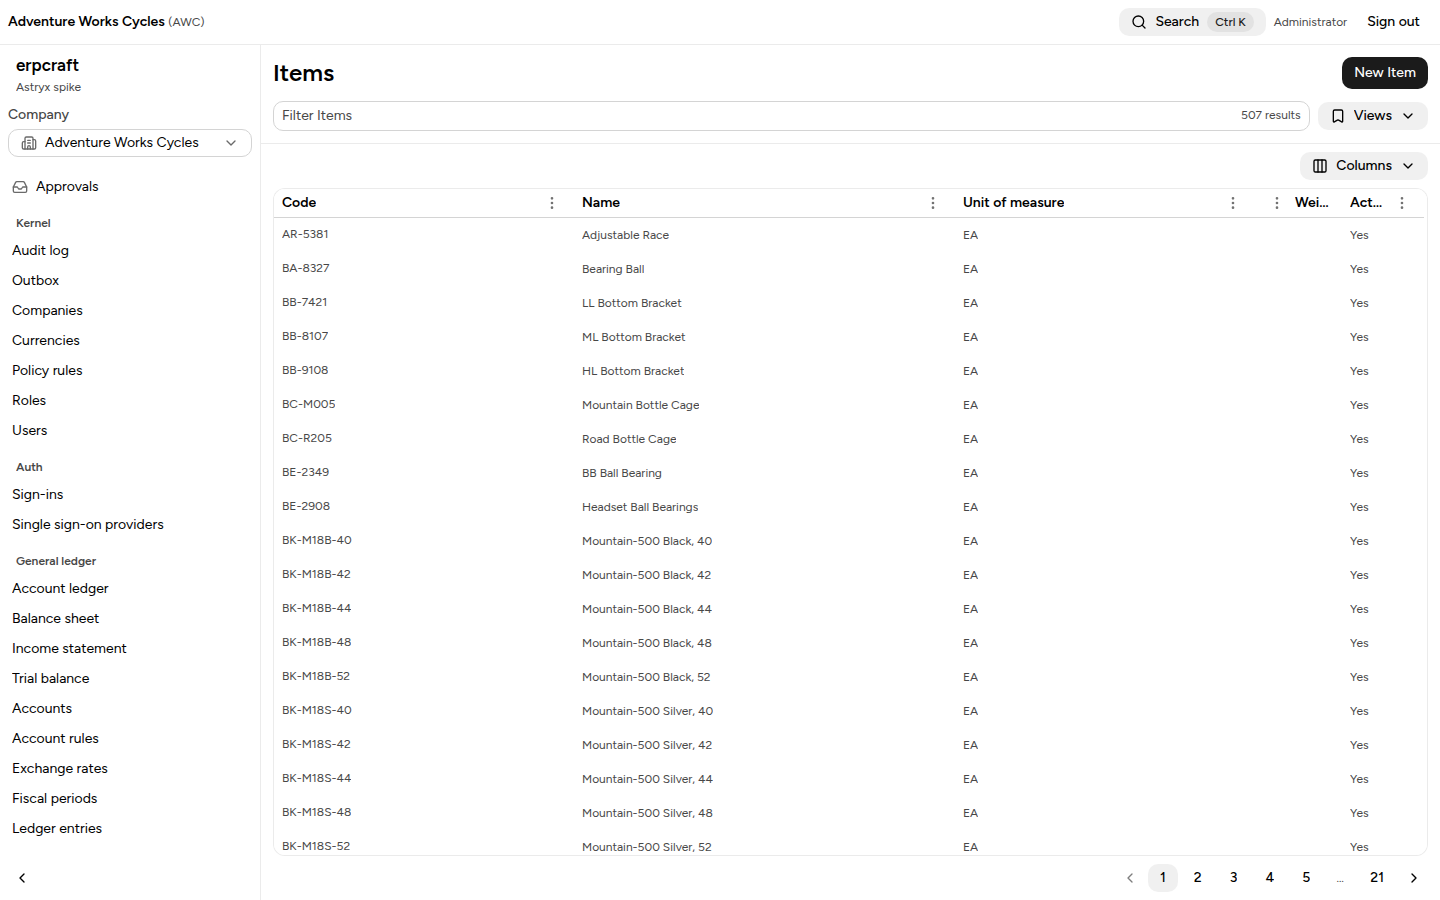 Adventure Works Cycles (AWC)
Search Ctrl K Administrator Sign out
erpcraft
Astryx spike
Company
Adventure Works Cycles
Approvals
Kernel
Audit log
Outbox
Companies
Currencies
Policy rules
Roles
Users
Auth
Sign-ins
Single sign-on providers
General ledger
Account ledger
Balance sheet
Income statement
Trial balance
Accounts
Account rules
Exchange rates
Fiscal periods
Ledger entries
Items
New Item
Filter Items 507 results Views
Columns
Code Name Unit of measure Wei... Act...
AR-5381 Adjustable Race EA Yes
BA-8327 Bearing Ball EA Yes
BB-7421 LL Bottom Bracket EA Yes
BB-8107 ML Bottom Bracket EA Yes
BB-9108 HL Bottom Bracket EA Yes
BC-M005 Mountain Bottle Cage EA Yes
BC-R205 Road Bottle Cage EA Yes
BE-2349 BB Ball Bearing EA Yes
BE-2908 Headset Ball Bearings EA Yes
BK-M18B-40 Mountain-500 Black, 40 EA Yes
BK-M18B-42 Mountain-500 Black, 42 EA Yes
BK-M18B-44 Mountain-500 Black, 44 EA Yes
BK-M18B-48 Mountain-500 Black, 48 EA Yes
BK-M18B-52 Mountain-500 Black, 52 EA Yes
BK-M18S-40 Mountain-500 Silver, 40 EA Yes
BK-M18S-42 Mountain-500 Silver, 42 EA Yes
BK-M18S-44 Mountain-500 Silver, 44 EA Yes
BK-M18S-48 Mountain-500 Silver, 48 EA Yes
BK-M18S-52 Mountain-500 Silver, 52 EA Yes
1 2 3 4 5 ... 21